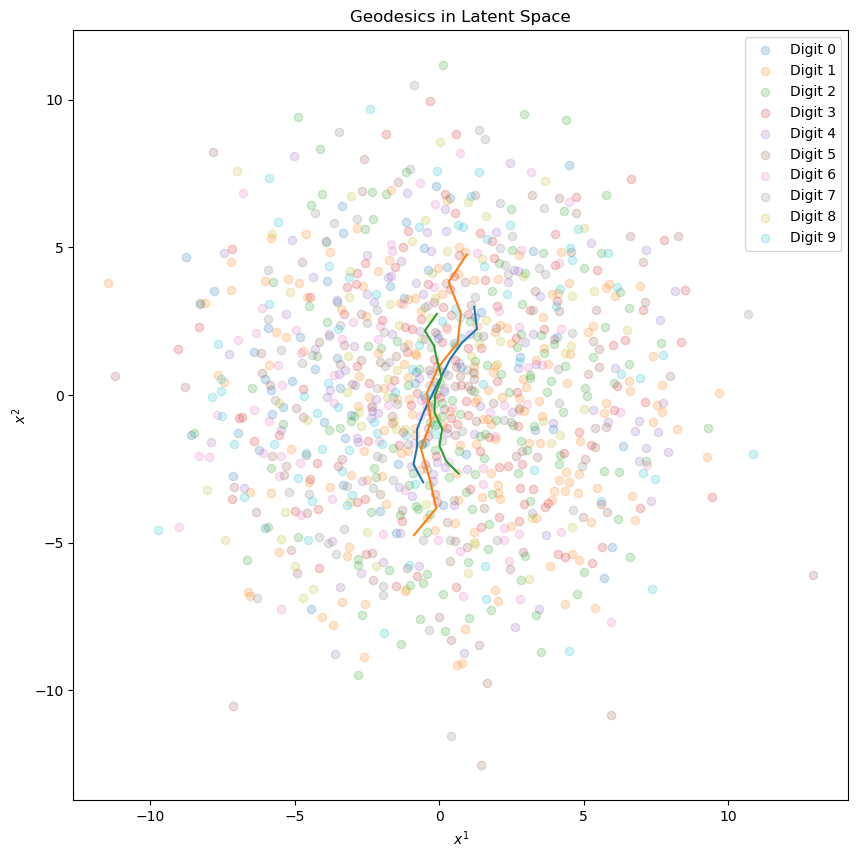 Geodesics in Latent Space
Digit 0
Digit 1
Digit 2
Digit 3
Digit 4
Digit 5
Digit 6
Digit 7
Digit 8
Digit 9
10
5
0
−5
−10
x²
−10
−5
0
5
10
x¹